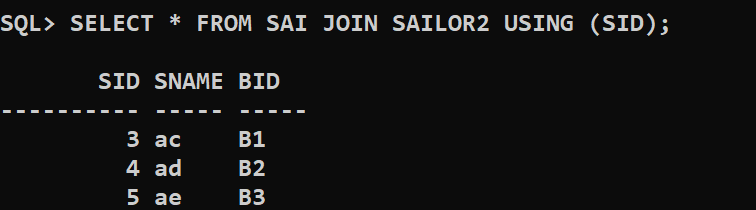 SQL> SELECT * FROM SAI JOIN SAILOR2 USING (SID);
       SID SNAME BID
---------- ----- -----
         3 ac    B1
         4 ad    B2
         5 ae    B3